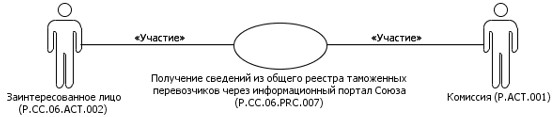 «Участие»
«Участие»
Получение сведений из общего реестра таможенных
перевозчиков через информационный портал Союза
(P.CC.06.PRC.007)
Заинтересованное лицо
(P.CC.06.ACT.002)
Комиссия (P.ACT.001)